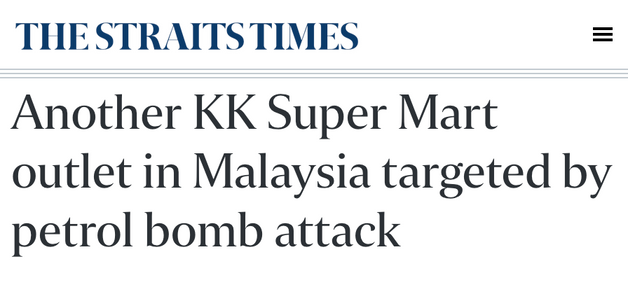 THE STRAITS TIMES
Another KK Super Mart
outlet in Malaysia targeted by
petrol bomb attack